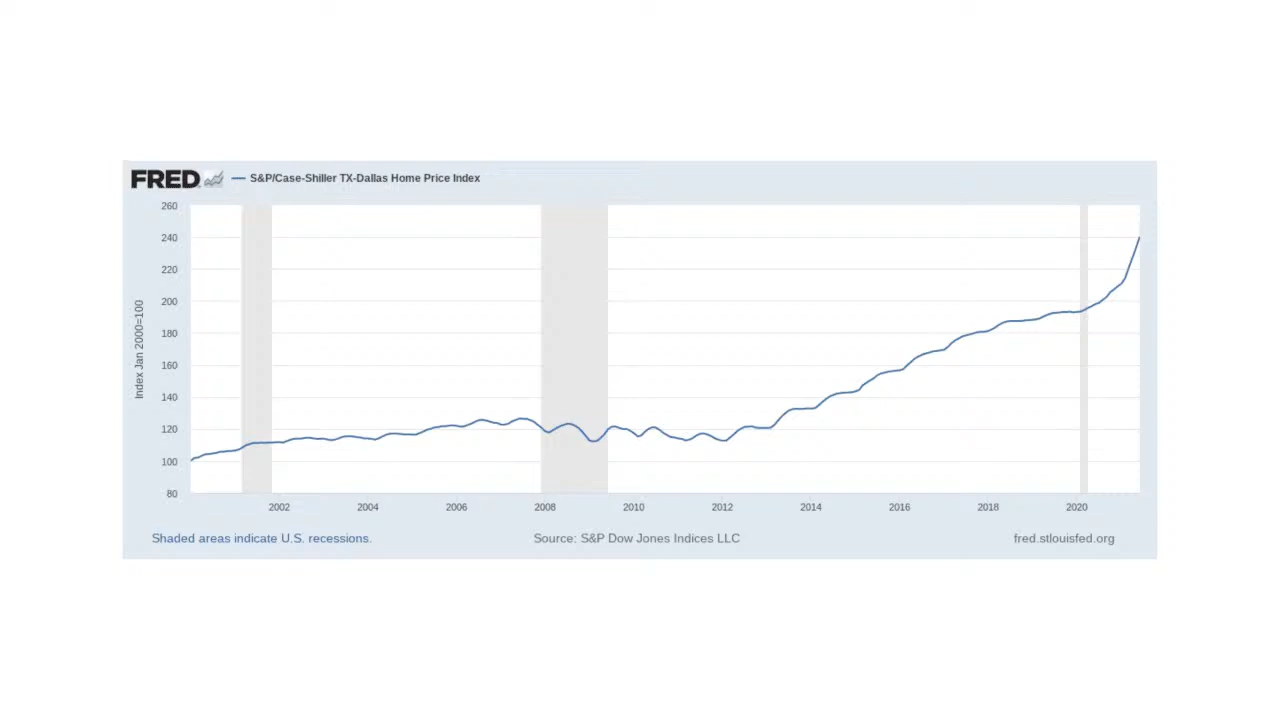 FRED S&P/Case-Shiller TX-Dallas Home Price Index
260
240
220
200
180
160
140
120
100
80
Index Jan 2000=100
2002 2004 2006 2008 2010 2012 2014 2016 2018 2020
Shaded areas indicate U.S. recessions. Source: S&P Dow Jones Indices LLC fred.stlouisfed.org